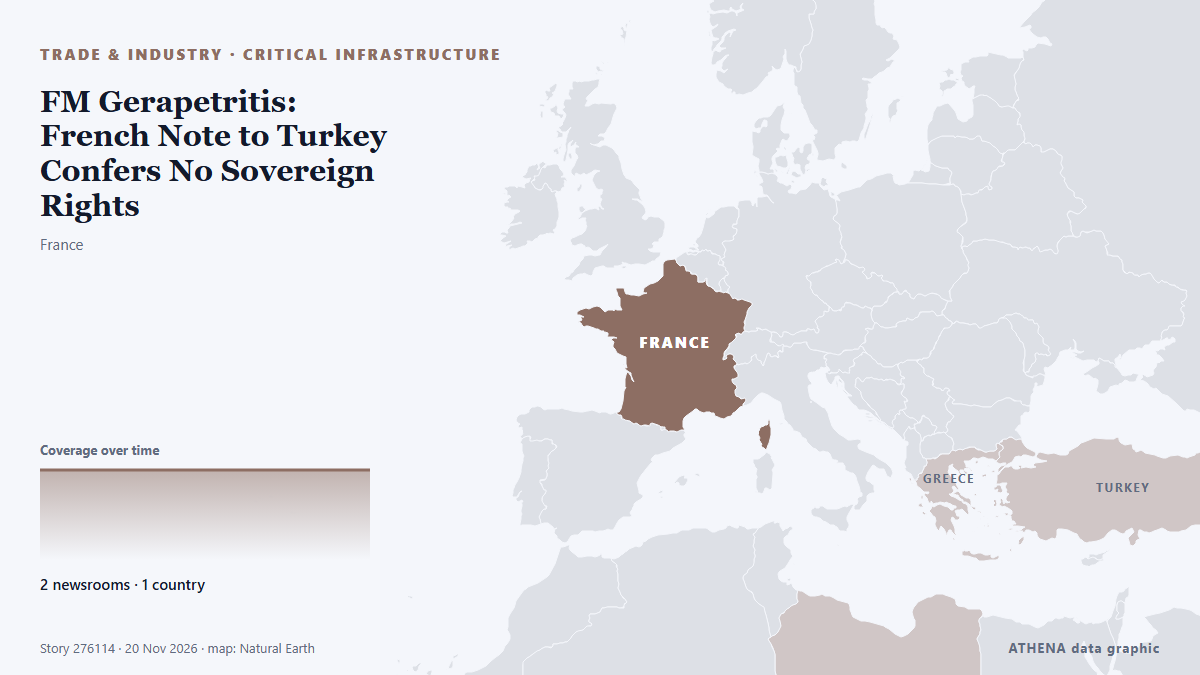 TRADE & INDUSTRY · CRITICAL INFRASTRUCTURE
FM Gerapetritis:
French Note to Turkey
Confers No Sovereign
Rights
France
FRANCE
GREECE
TURKEY
Coverage over time
2 newsrooms · 1 country
Story 276114 · 20 Nov 2026 · map: Natural Earth
ATHENA data graphic